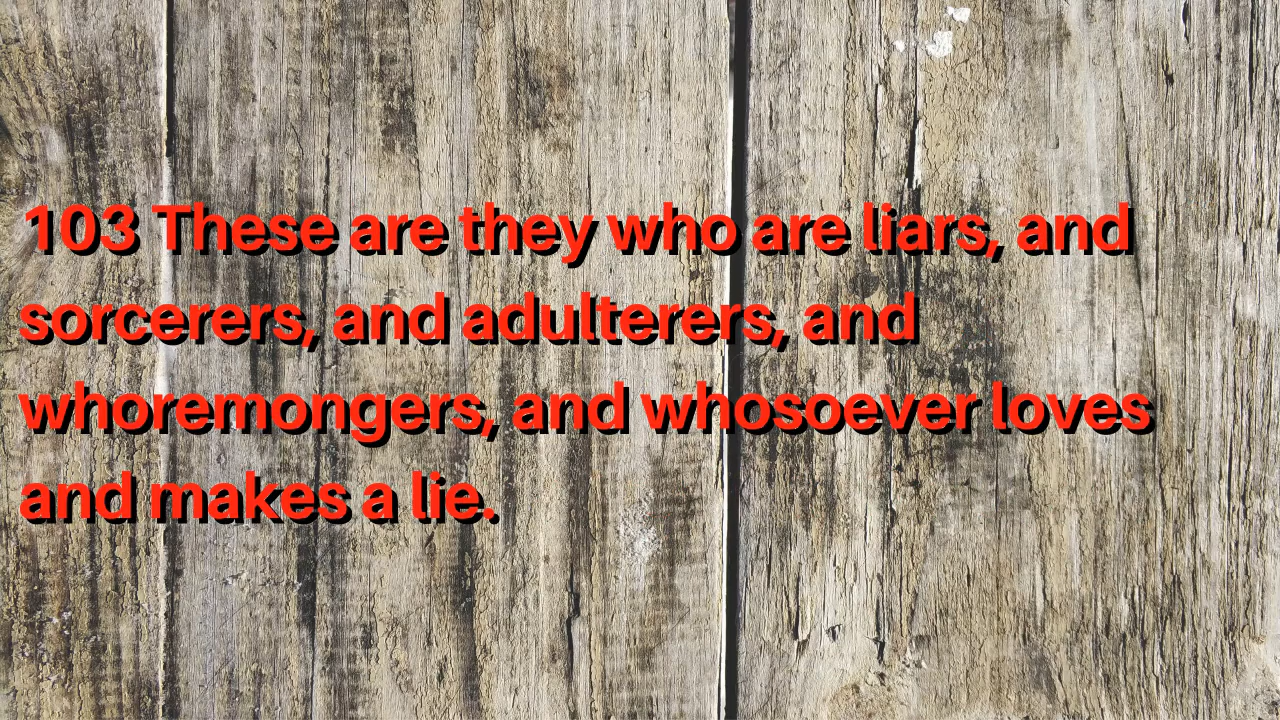 103 These are they who are liars, and
sorcerers, and adulterers, and
whoremongers, and whosoever loves
and makes a lie.